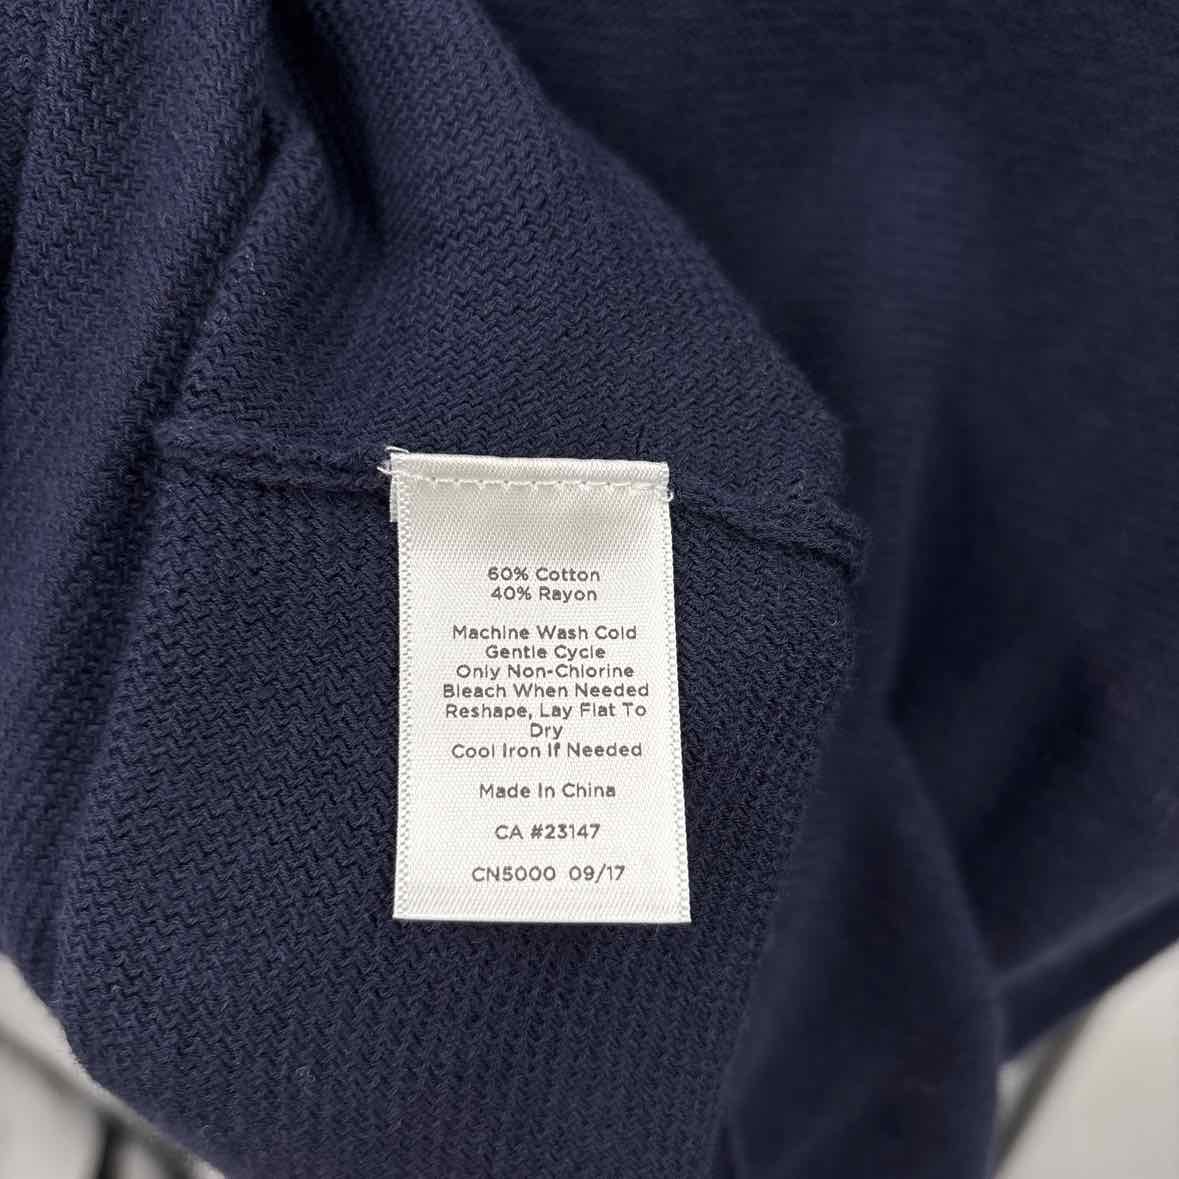 60% Cotton
40% Rayon
Machine Wash Cold
Gentle Cycle
Only Non-Chlorine
Bleach When Needed
Reshape, Lay Flat To
Dry
Cool Iron If Needed
Made In China
CA #23147
CN5000 09/17